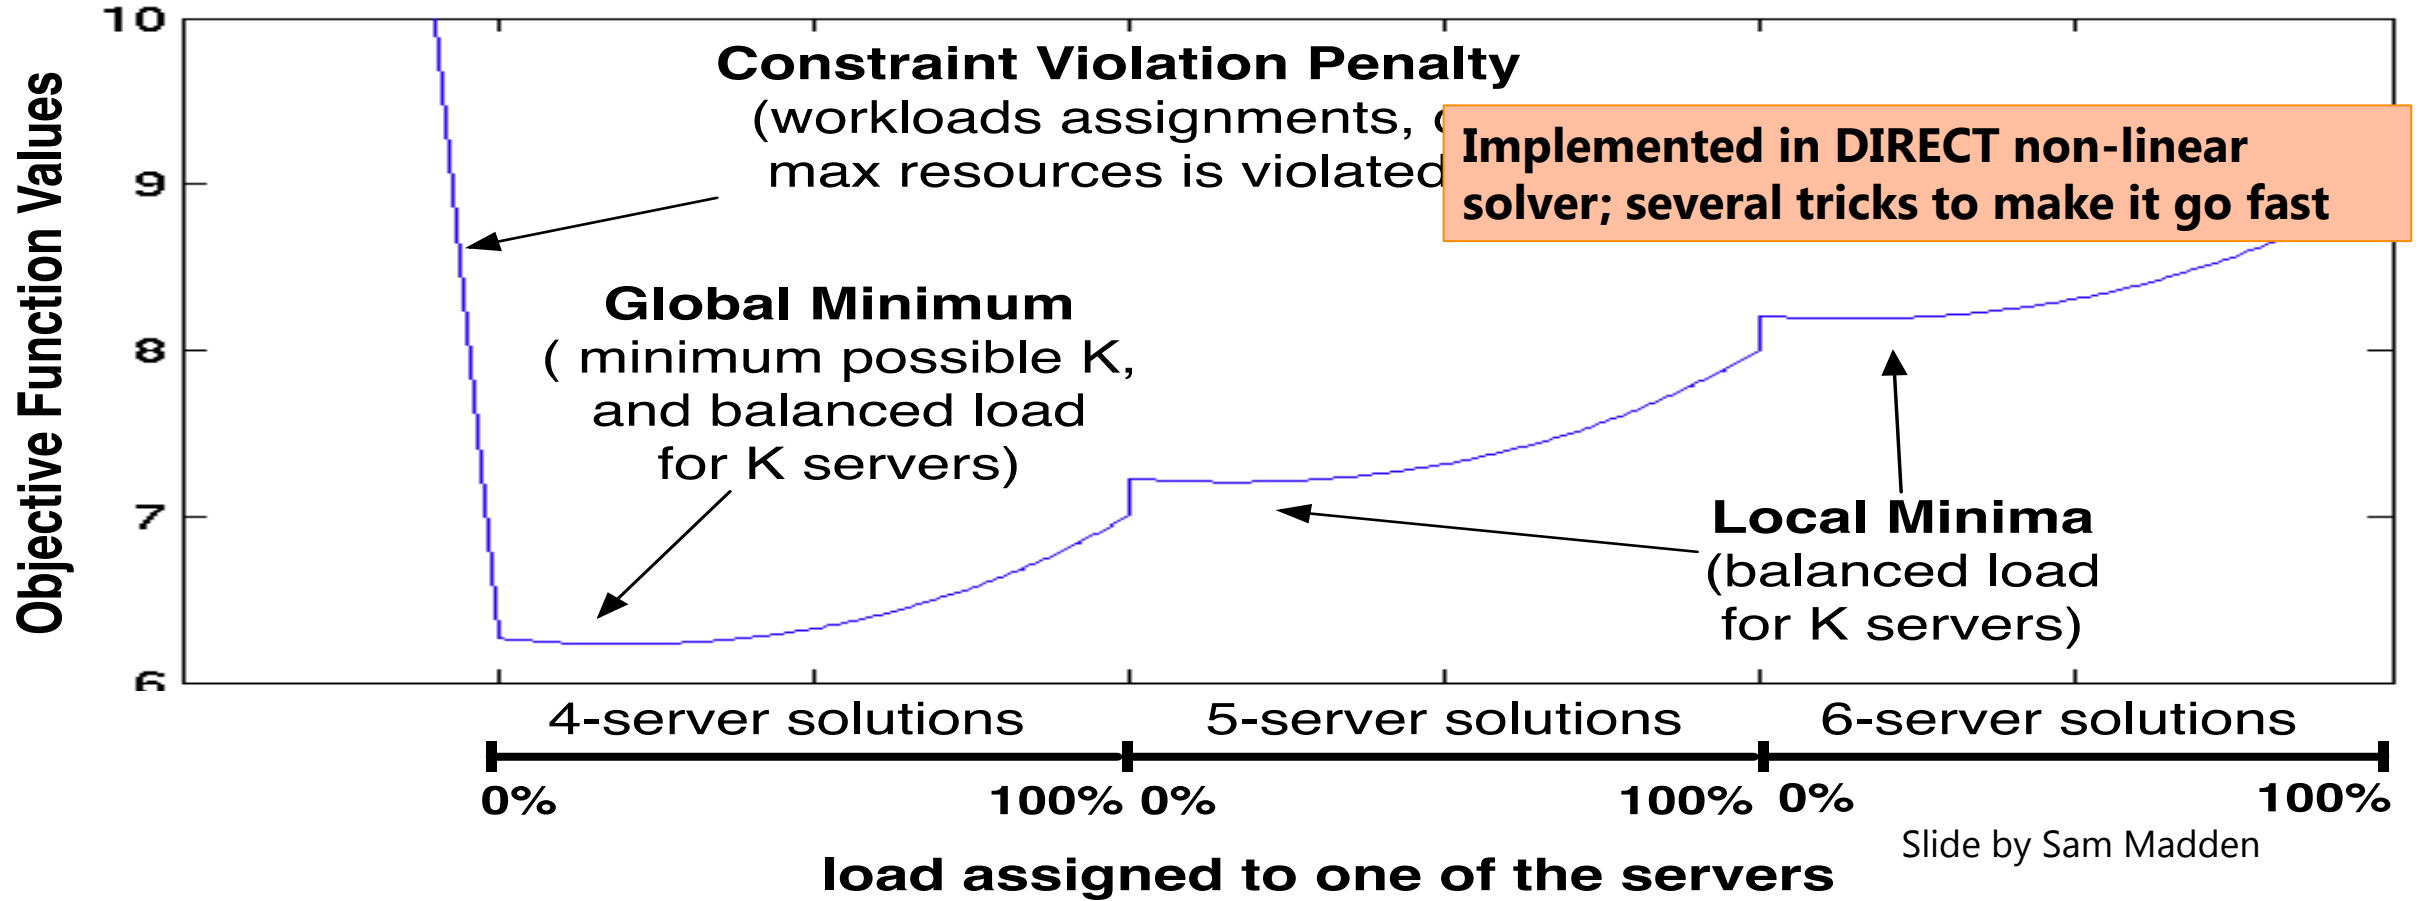 10
9
8
7
6
Objective Function Values
Constraint Violation Penalty
(workloads assignments,
max resources is violated
Implemented in DIRECT non-linear
solver; several tricks to make it go fast
Global Minimum
( minimum possible K,
and balanced load
for K servers)
Local Minima
(balanced load
for K servers)
4-server solutions
5-server solutions
6-server solutions
0% 100% 0% 100% 0% 100%
load assigned to one of the servers
Slide by Sam Madden